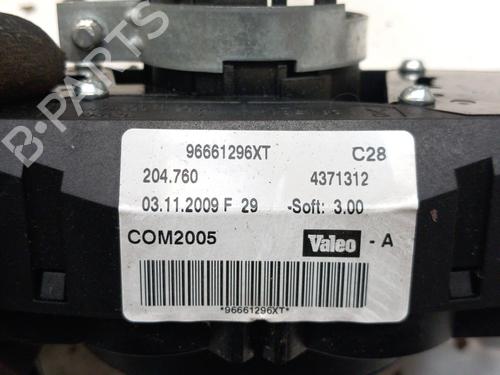 B-PARTS
96661296XT C28
204.760 4371312
03.11.2009 F 29 -Soft: 3.00
COM2005 Valeo - A
*96661296XT*